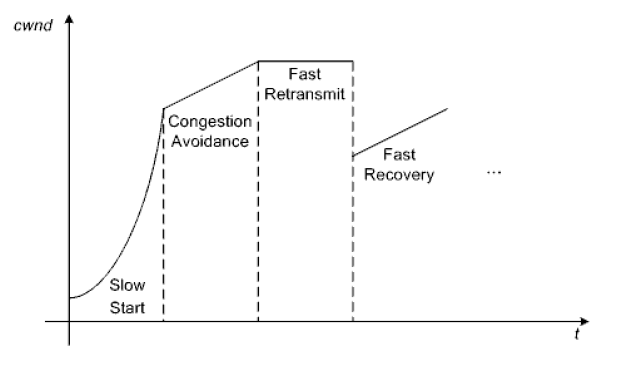 cwnd
Fast
Retransmit
Congestion
Avoidance
Fast
Recovery
...
Slow
Start
t